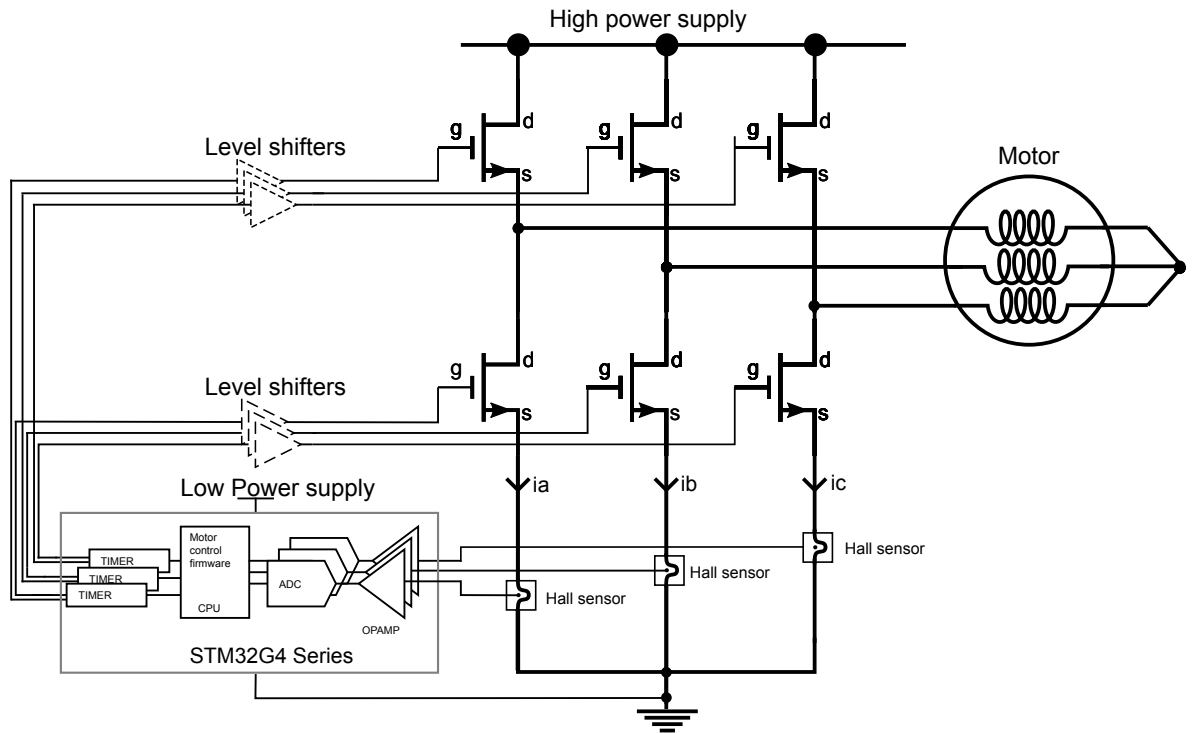 High power supply
d
d
d
g
g
g
Level shifters
s
s
s
Motor
d
d
d
g
g
g
Level shifters
s
s
s
Low Power supply
ia
ib
ic
Motor
control
firmware
TIMER
TIMER
TIMER
CPU
ADC
OPAMP
STM32G4 Series
Hall sensor
Hall sensor
Hall sensor